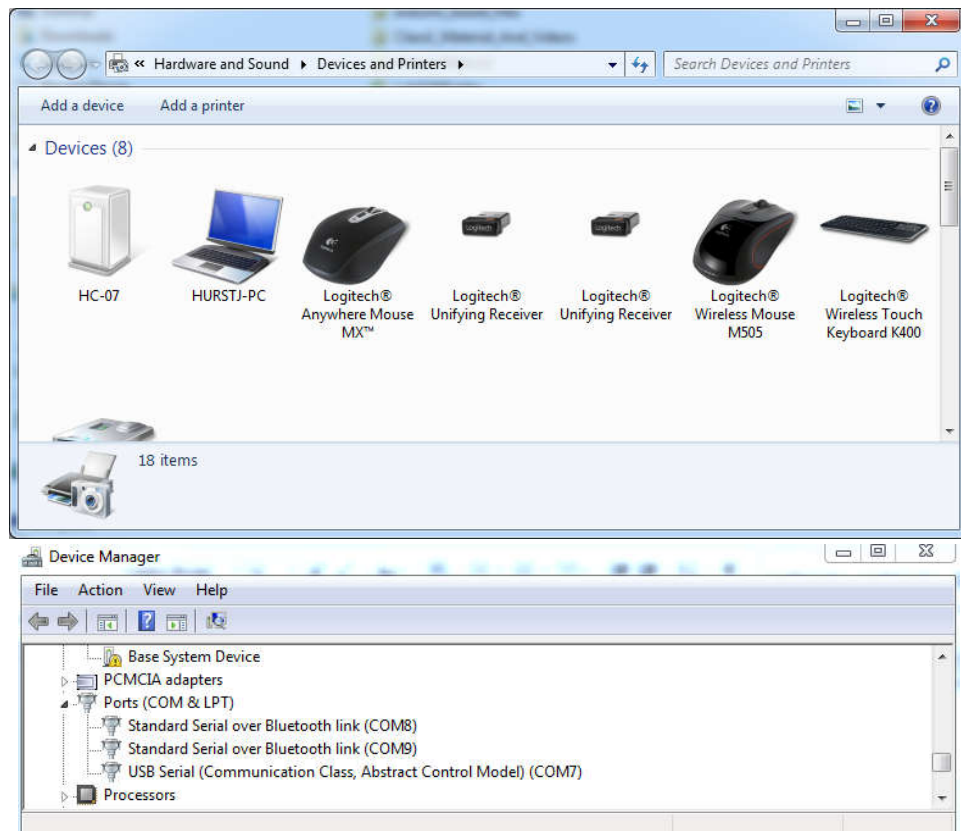 « Hardware and Sound ▸ Devices and Printers ▸
Search Devices and Printers
Add a device Add a printer
Devices (8)
HC-07
HURSTJ-PC
Logitech®
Anywhere Mouse
MX™
Logitech®
Unifying Receiver
Logitech®
Unifying Receiver
Logitech®
Wireless Mouse
M505
Logitech®
Wireless Touch
Keyboard K400
18 items
Device Manager
File Action View Help
Base System Device
PCMCIA adapters
Ports (COM & LPT)
Standard Serial over Bluetooth link (COM8)
Standard Serial over Bluetooth link (COM9)
USB Serial (Communication Class, Abstract Control Model) (COM7)
Processors